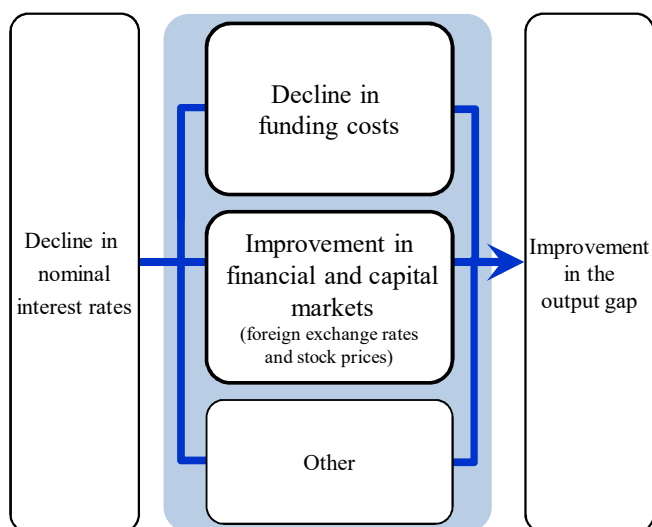 Decline in
nominal
interest rates
Decline in
funding costs
Improvement in
financial and capital
markets
(foreign exchange rates
and stock prices)
Other
Improvement
in the
output gap